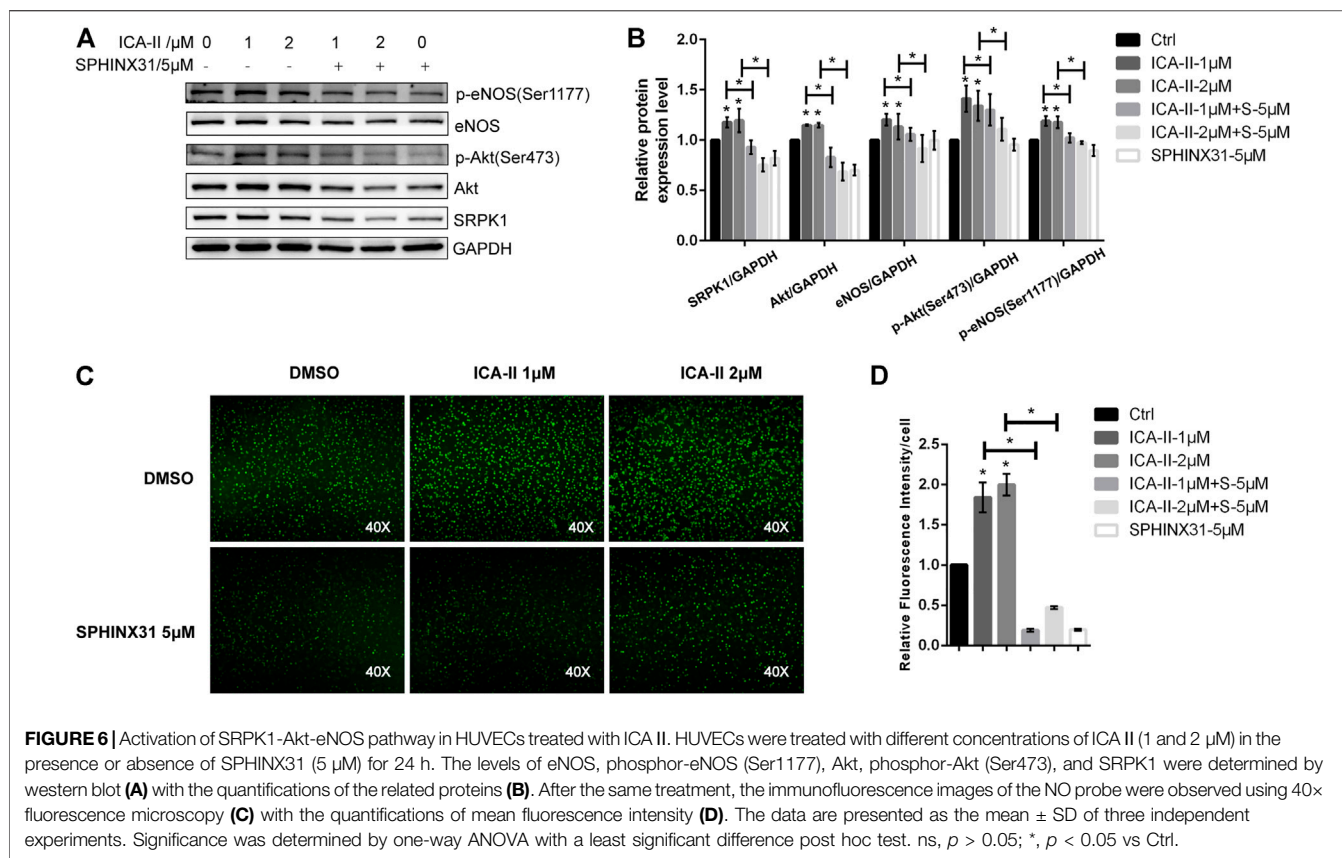 A
ICA-II /μM 0 1 2 1 2 0
SPHINX31/5μM - - - + + +
p-eNOS(Ser1177)
eNOS
p-Akt(Ser473)
Akt
SRPK1
GAPDH
B
Relative protein
expression level
2.0
1.5
1.0
0.5
0.0
* * * * * * * * * * * * * * * * * * * *
SRPK1/GAPDH
Akt/GAPDH
eNOS/GAPDH
p-Akt(Ser473)/GAPDH
p-eNOS(Ser1177)/GAPDH
Ctrl
ICA-II-1μM
ICA-II-2μM
ICA-II-1μM+S-5μM
ICA-II-2μM+S-5μM
SPHINX31-5μM
C
DMSO ICA-II 1μM ICA-II 2μM
DMSO
40X 40X 40X
SPHINX31 5μM
40X 40X 40X
D
Relative Fluorescence Intensity/cell
2.5
2.0
1.5
1.0
0.5
0.0
* * * *
Ctrl
ICA-II-1μM
ICA-II-2μM
ICA-II-1μM+S-5μM
ICA-II-2μM+S-5μM
SPHINX31-5μM
FIGURE 6 | Activation of SRPK1-Akt-eNOS pathway in HUVECs treated with ICA II. HUVECs were treated with different concentrations of ICA II (1 and 2 μM) in the
presence or absence of SPHINX31 (5 μM) for 24 h. The levels of eNOS, phosphor-eNOS (Ser1177), Akt, phosphor-Akt (Ser473), and SRPK1 were determined by
western blot (A) with the quantifications of the related proteins (B). After the same treatment, the immunofluorescence images of the NO probe were observed using 40×
fluorescence microscopy (C) with the quantifications of mean fluorescence intensity (D). The data are presented as the mean ± SD of three independent
experiments. Significance was determined by one-way ANOVA with a least significant difference post hoc test. ns, p > 0.05; *, p < 0.05 vs Ctrl.